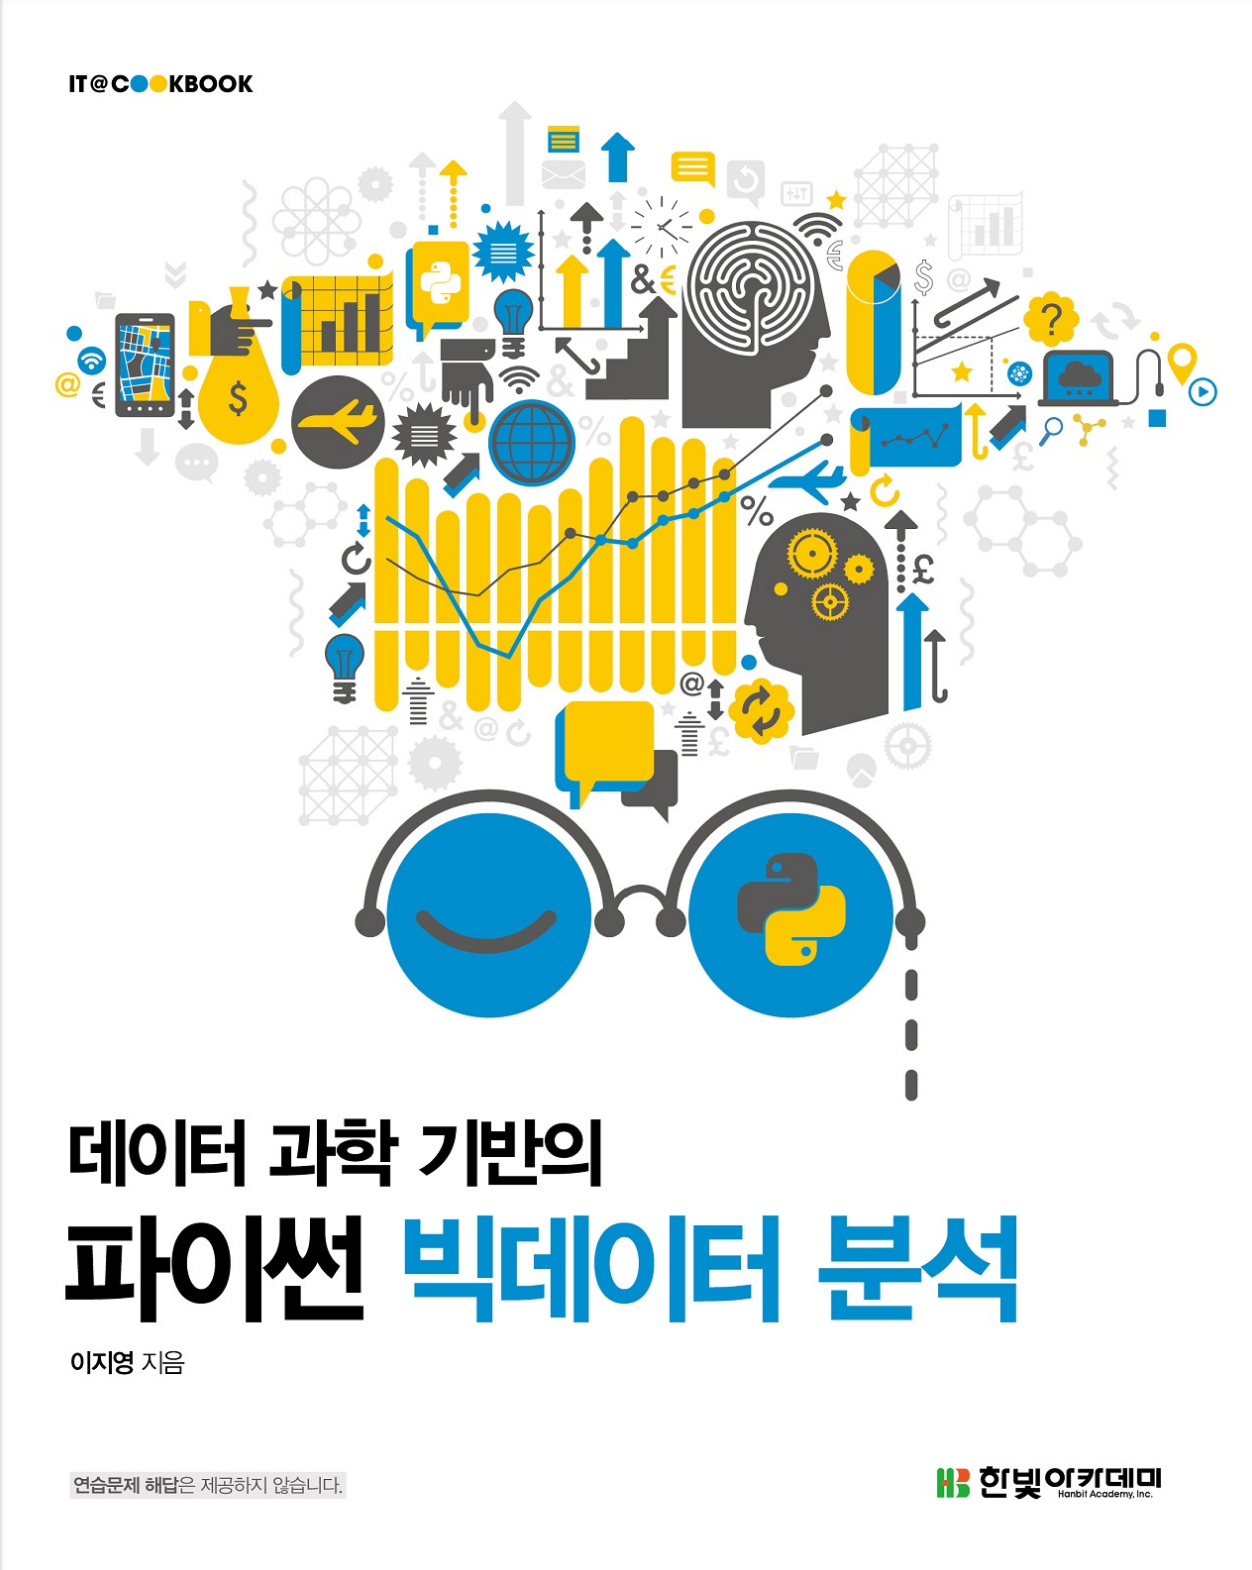 IT@COOKBOOK
데이터 과학 기반의
파이썬 빅데이터 분석
이지영 지음
연습문제 해답은 제공하지 않습니다.
한빛아카데미
Hanbit Academy, Inc.